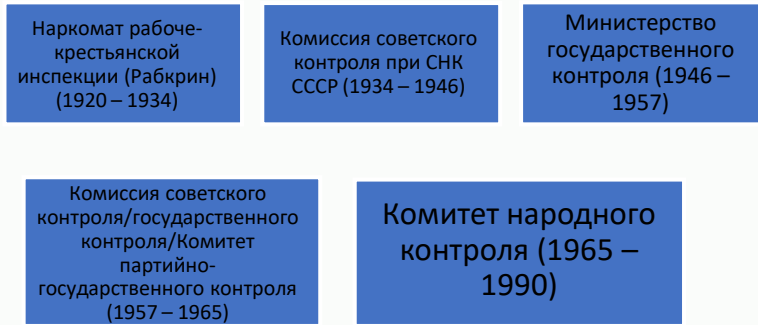 Наркомат рабоче-
крестьянской
инспекции (Рабкрин)
(1920 – 1934)
Комиссия советского
контроля при СНК
СССР (1934 – 1946)
Министерство
государственного
контроля (1946 –
1957)
Комиссия советского
контроля/государственного
контроля/Комитет
партийно-
государственного контроля
(1957 – 1965)
Комитет народного
контроля (1965 –
1990)